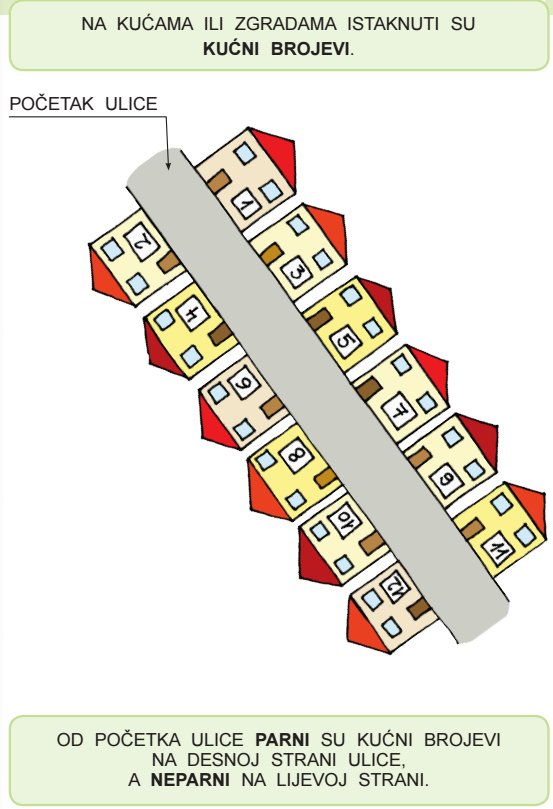 NA KUĆAMA ILI ZGRADAMA ISTAKNUTI SU
KUĆNI BROJEVI.
POČETAK ULICE
1
2
3
4
5
6
7
8
9
10
11
12
OD POČETKA ULICE PARNI SU KUĆNI BROJEVI
NA DESNOJ STRANI ULICE,
A NEPARNI NA LIJEVOJ STRANI.